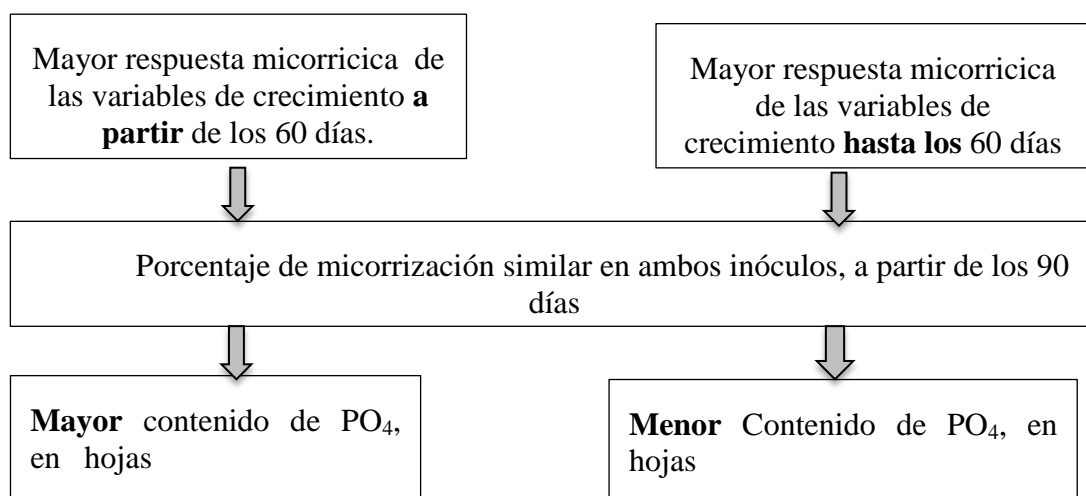 Mayor respuesta micorricica de
las variables de crecimiento a
partir de los 60 días.
Mayor respuesta micorricica
de las variables de
crecimiento hasta los 60 días
Porcentaje de micorrización similar en ambos inóculos, a partir de los 90
días
Mayor contenido de PO₄,
en hojas
Menor Contenido de PO₄, en
hojas